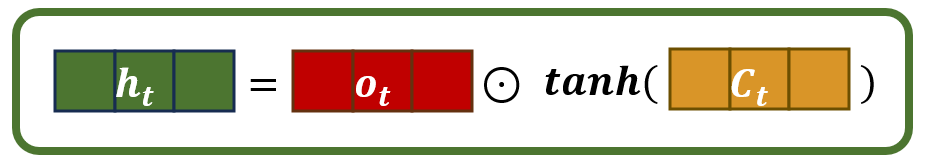 hₜ = oₜ ⊙ tanh( Cₜ )